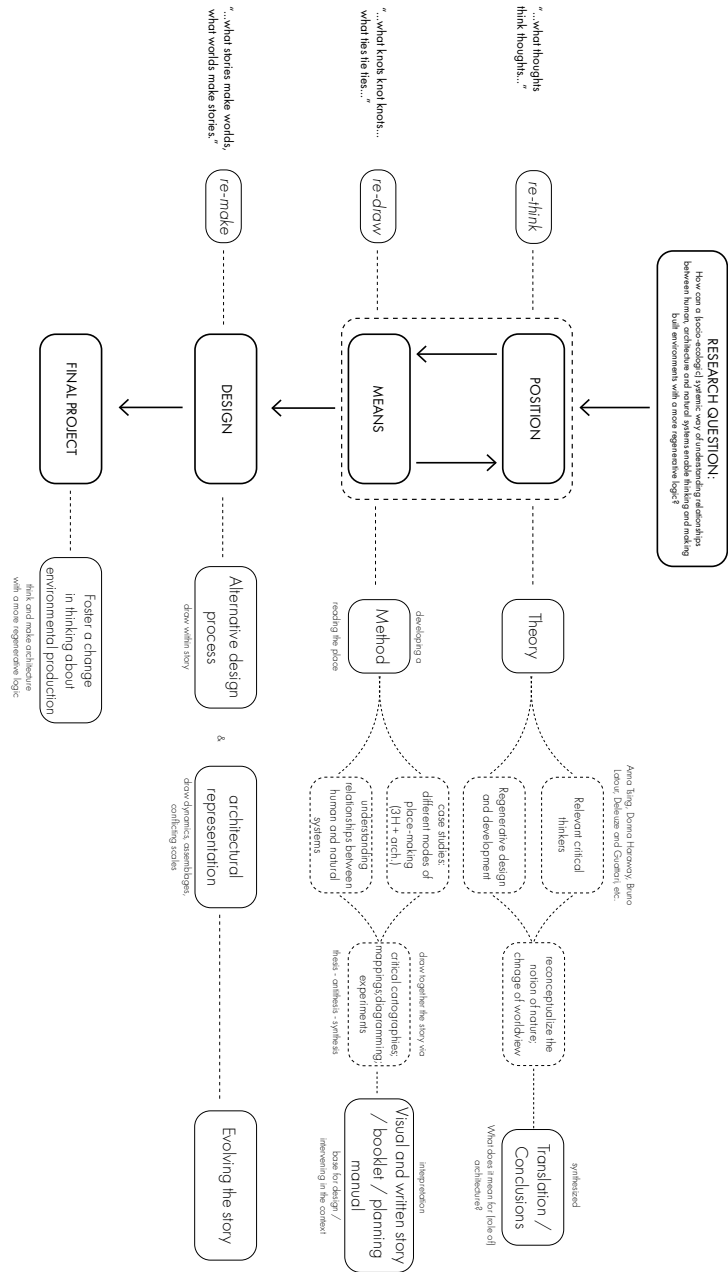 RESEARCH QUESTION:
How can a (socio-ecologic) systemic way of understanding relationships
between human, architecture and natural systems enable thinking and making
built environments with a more regenerative logic?
"...what thoughts
think thoughts..."
re-think
POSITION
Theory
Anna Tsing, Donna Haraway, Bruno
Latour, Deleuze and Guattari, etc.
Relevant critical
thinkers
Regenerative design
and development
reconceptualize the
notion of nature;
chnage of worldview
synthesized
Translation /
Conclusions
What does it mean for (role of)
architecture?
"...what knots knot knots...
what ties tie ties..."
re-draw
MEANS
developing a
Method
reading the place
case studies:
different modes of
place-making
(3H + arch.)
understanding
relationships between
human and natural
systems
draw together the story via
critical cartographies;
mappings;diagramming;
experiments
thesis - antithesis - synthesis
interpretation
Visual and written story
/ booklet / planning
manual
base for design /
intervening in the context
"...what stories make worlds,
what worlds make stories."
re-make
DESIGN
Alternative design
process
draw within story
&
architectural
representation
draw dynamics, assemblages,
conflicting scales
Evolving the story
FINAL PROJECT
Foster a change
in thinking about
environmental production
think and make architecture
with a more regenerative logic